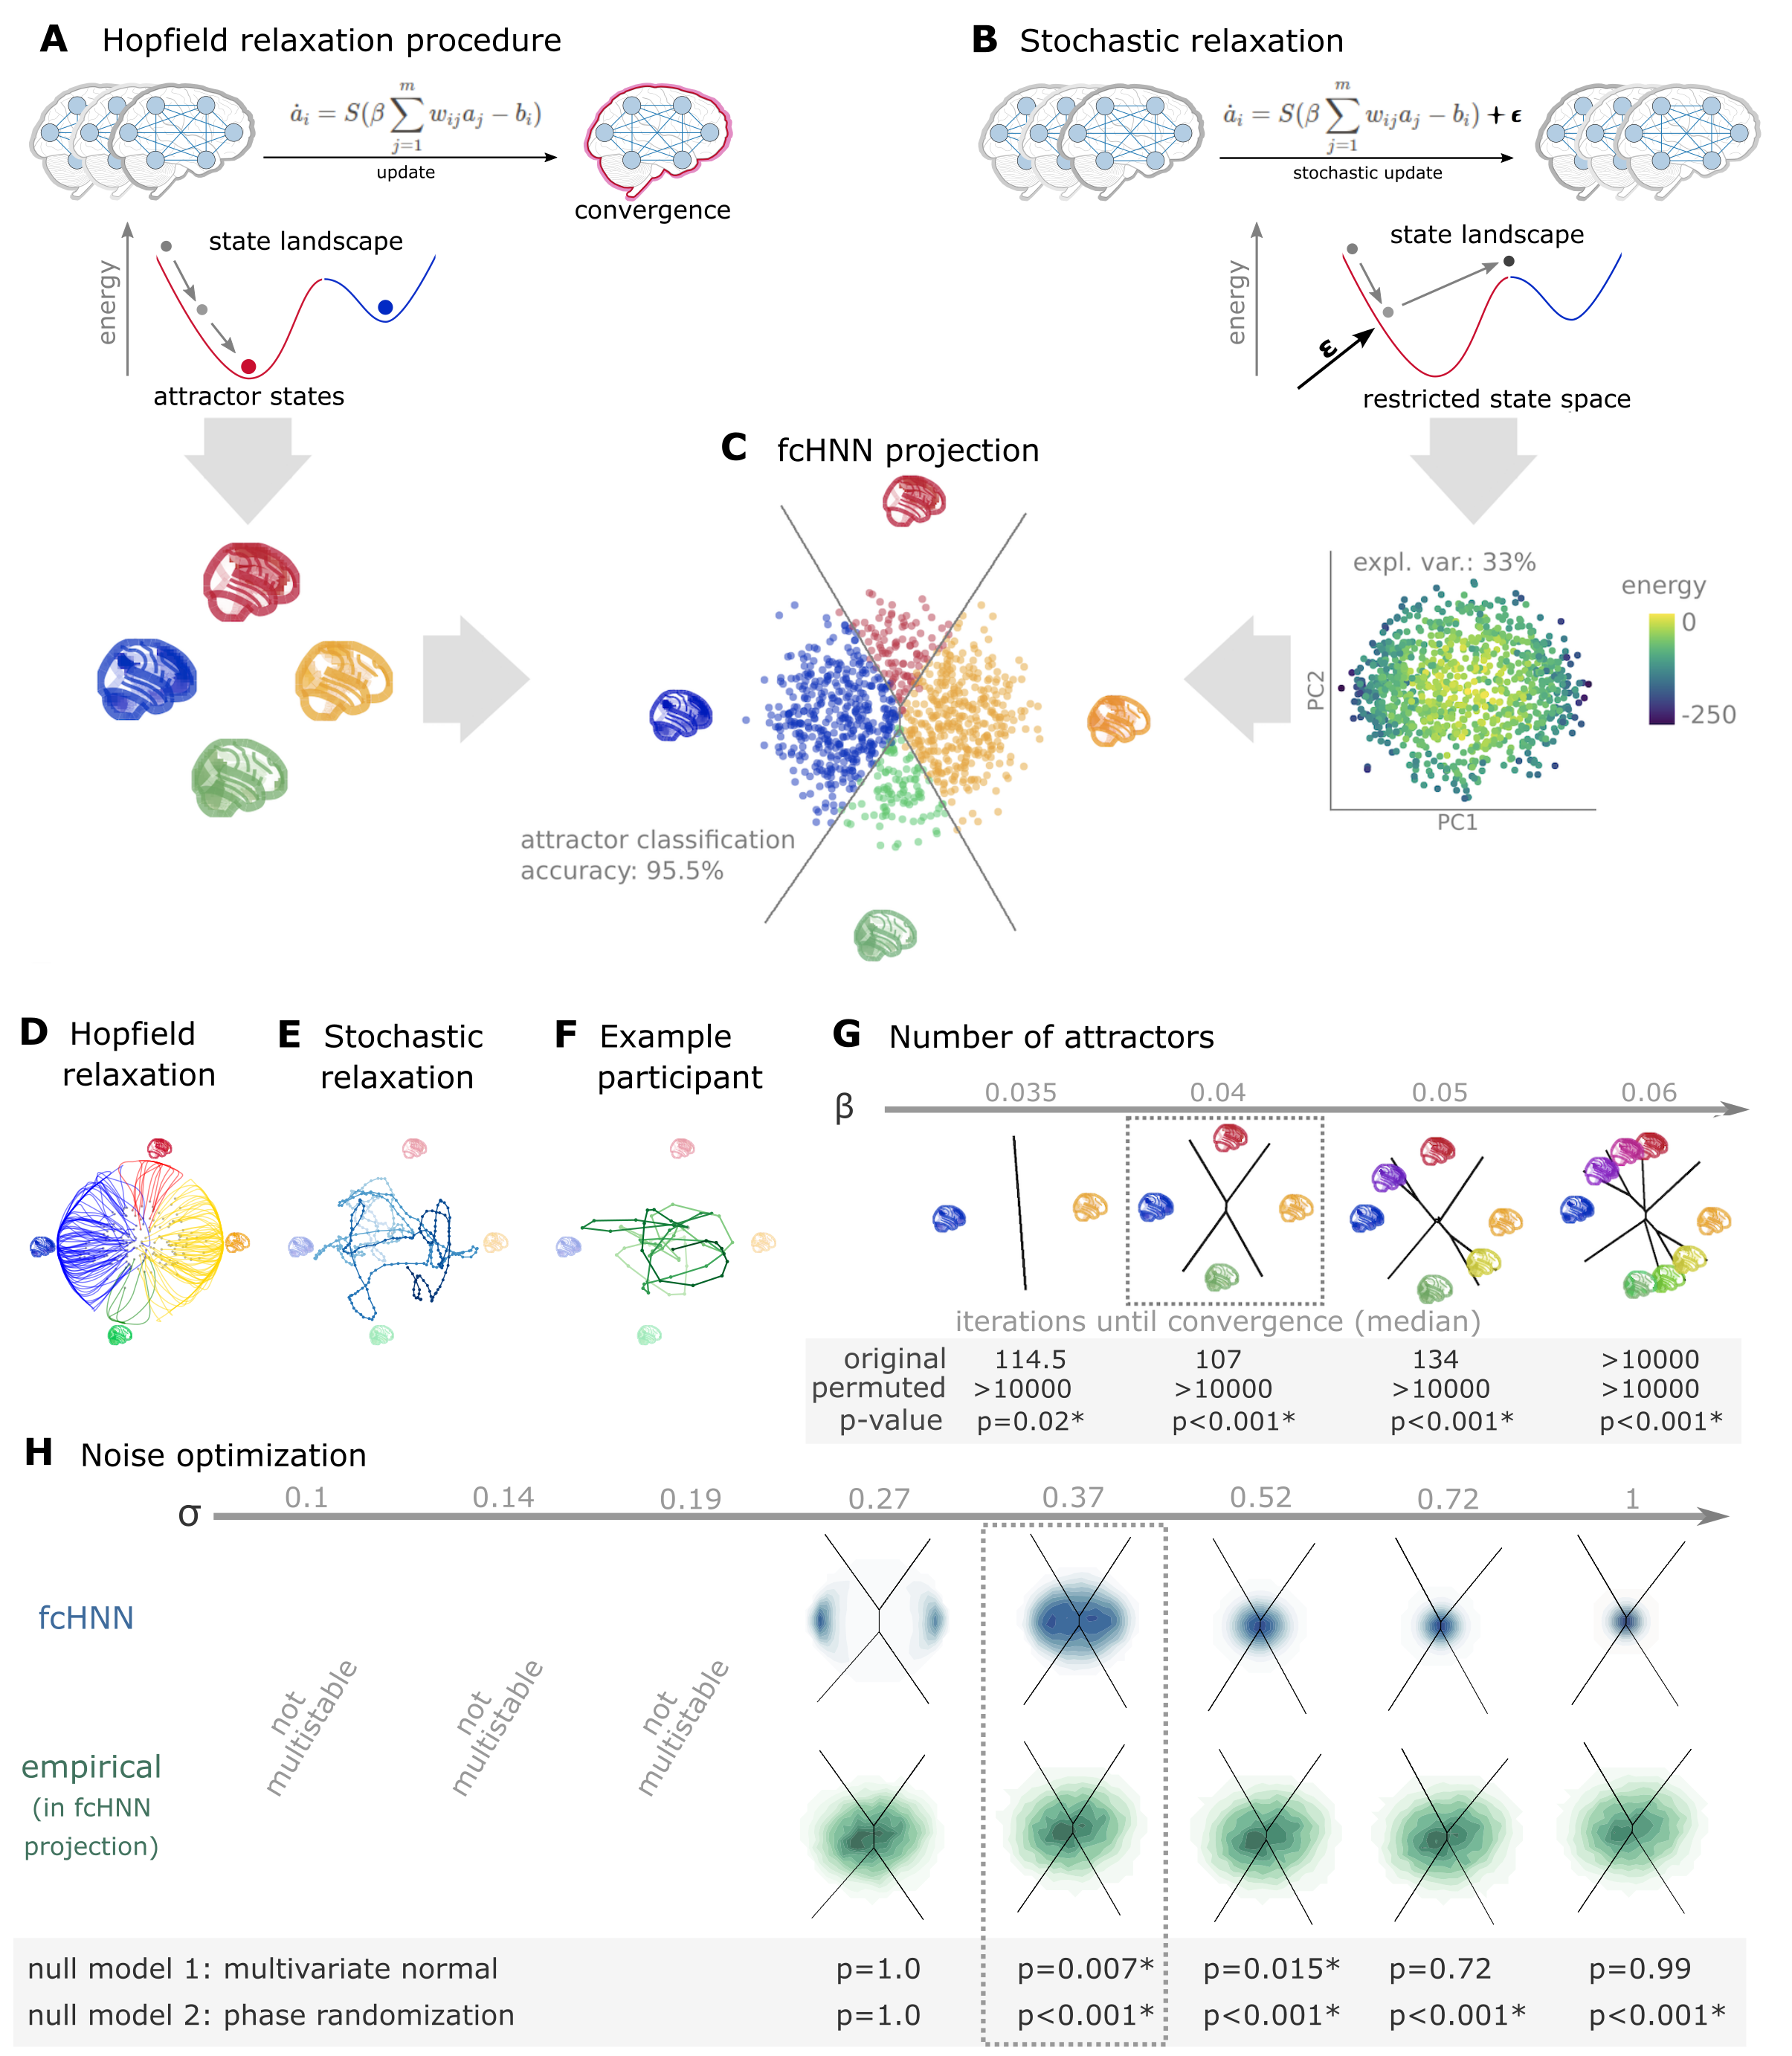 A Hopfield relaxation procedure
ȧᵢ = S(β ∑ⱼ₌₁ᵐ wᵢⱼaⱼ − bᵢ)
update
convergence
energy
state landscape
attractor states
B Stochastic relaxation
ȧᵢ = S(β ∑ⱼ₌₁ᵐ wᵢⱼaⱼ − bᵢ) + ϵ
stochastic update
energy
state landscape
ε
restricted state space
C fcHNN projection
attractor classification
accuracy: 95.5%
expl. var.: 33%
PC2
PC1
energy
0
-250
D Hopfield
relaxation
E Stochastic
relaxation
F Example
participant
G Number of attractors
β 0.035 0.04 0.05 0.06
iterations until convergence (median)
original 114.5 107 134 >10000
permuted >10000 >10000 >10000 >10000
p-value p=0.02* p<0.001* p<0.001* p<0.001*
H Noise optimization
σ 0.1 0.14 0.19 0.27 0.37 0.52 0.72 1
fcHNN
not
multistable
not
multistable
not
multistable
empirical
(in fcHNN
projection)
null model 1: multivariate normal p=1.0 p=0.007* p=0.015* p=0.72 p=0.99
null model 2: phase randomization p=1.0 p<0.001* p<0.001* p<0.001* p<0.001*